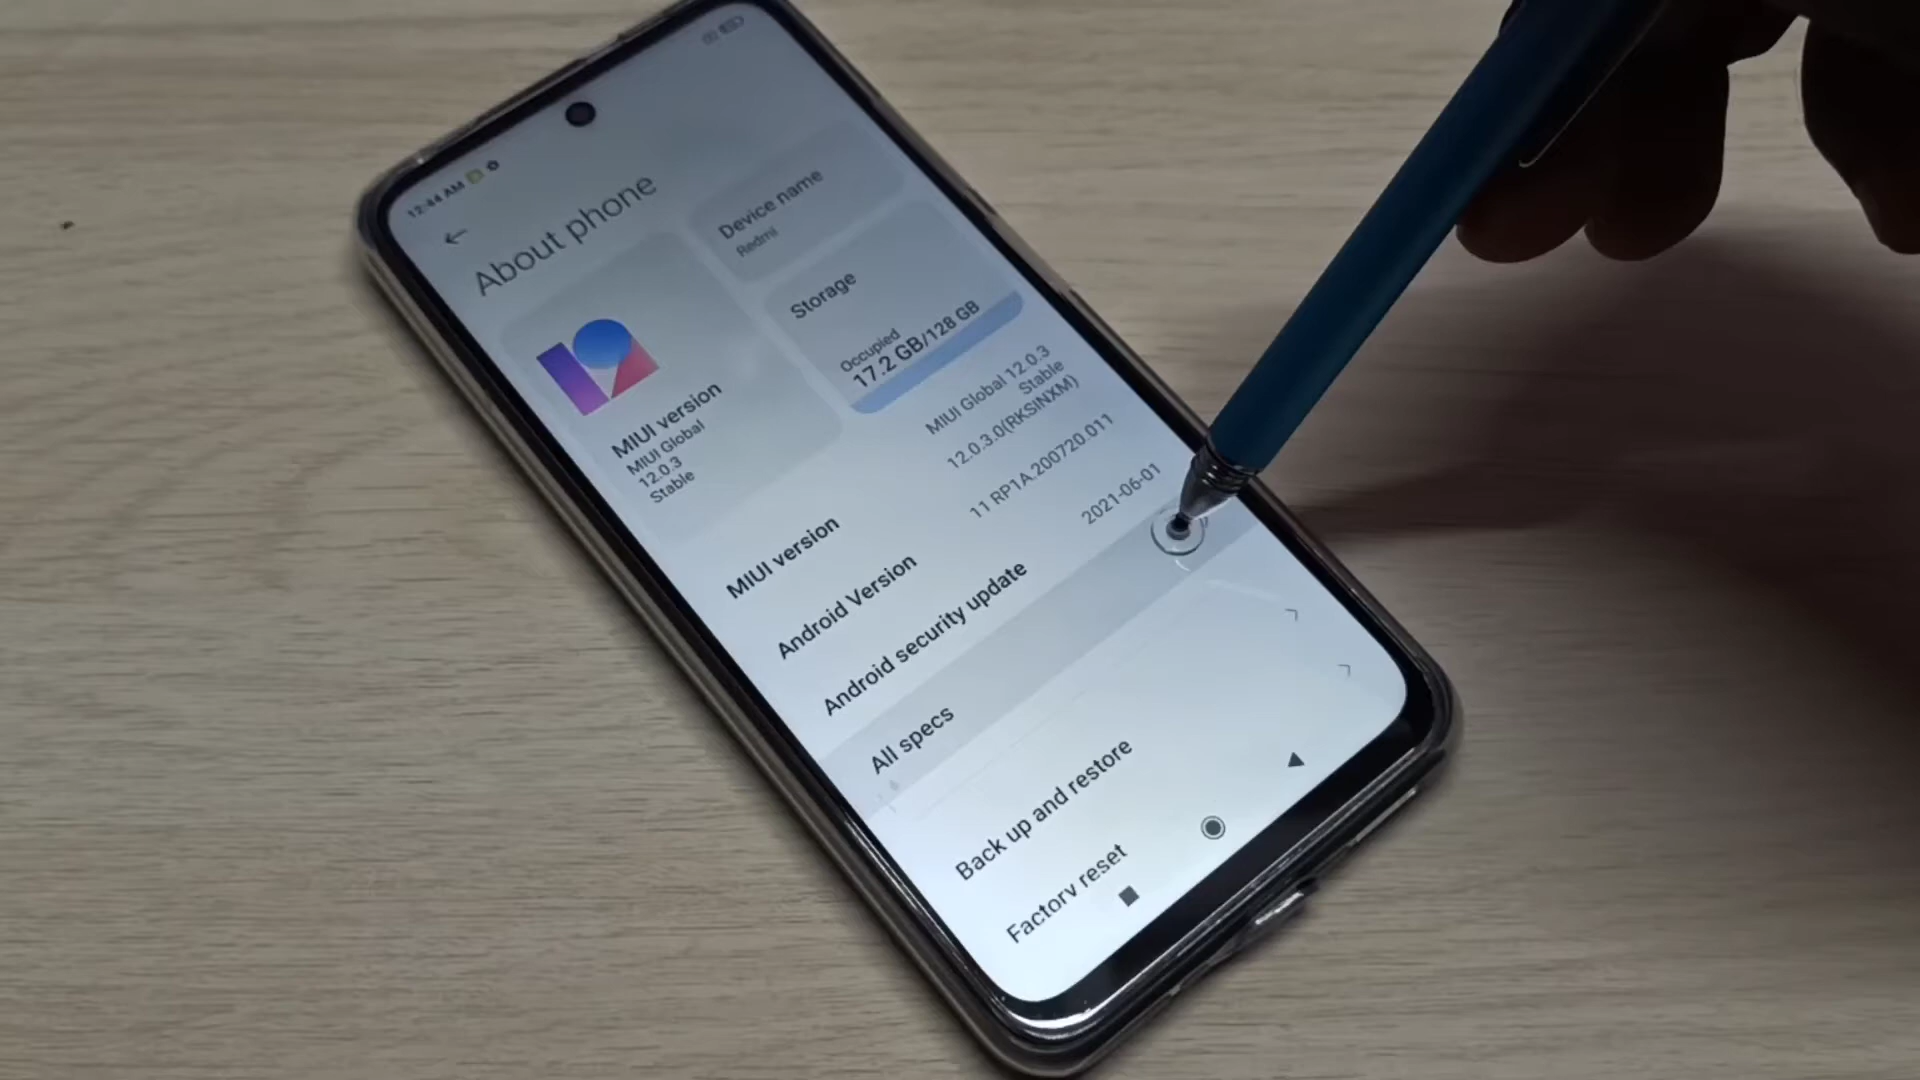 12:44 AM
About phone
Device name
Redmi
Storage
Occupied
17.2 GB/128 GB
MIUI version
MIUI Global
12.0.3
Stable
MIUI version
MIUI Global 12.0.3
Stable
12.0.3.0(RKSINXM)
Android Version
11 RP1A.200720.011
Android security update
2021-06-01
All specs
Back up and restore
Factory reset